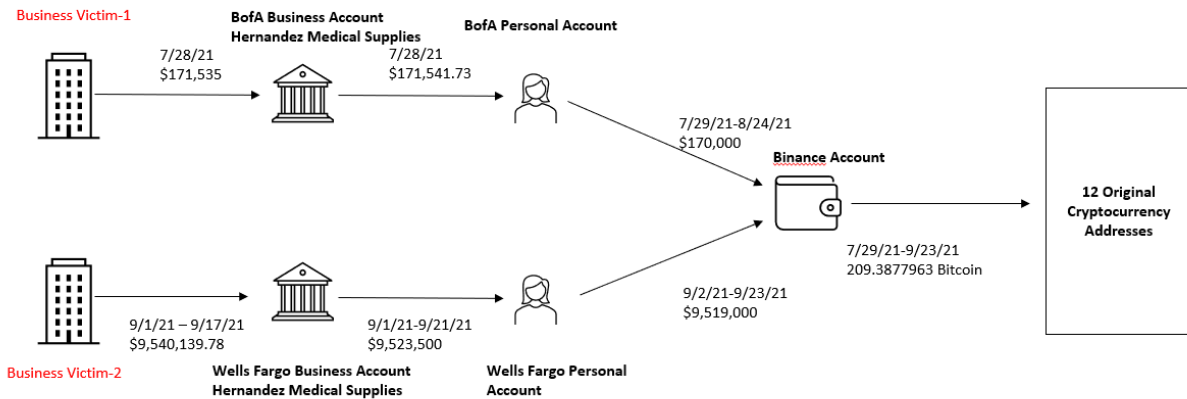 Business Victim-1
BofA Business Account
Hernandez Medical Supplies
BofA Personal Account
7/28/21
$171,535
7/28/21
$171,541.73
7/29/21-8/24/21
$170,000
Binance Account
12 Original
Cryptocurrency
Addresses
7/29/21-9/23/21
209.3877963 Bitcoin
9/2/21-9/23/21
$9,519,000
9/1/21 – 9/17/21
$9,540,139.78
9/1/21-9/21/21
$9,523,500
Business Victim-2
Wells Fargo Business Account
Hernandez Medical Supplies
Wells Fargo Personal
Account